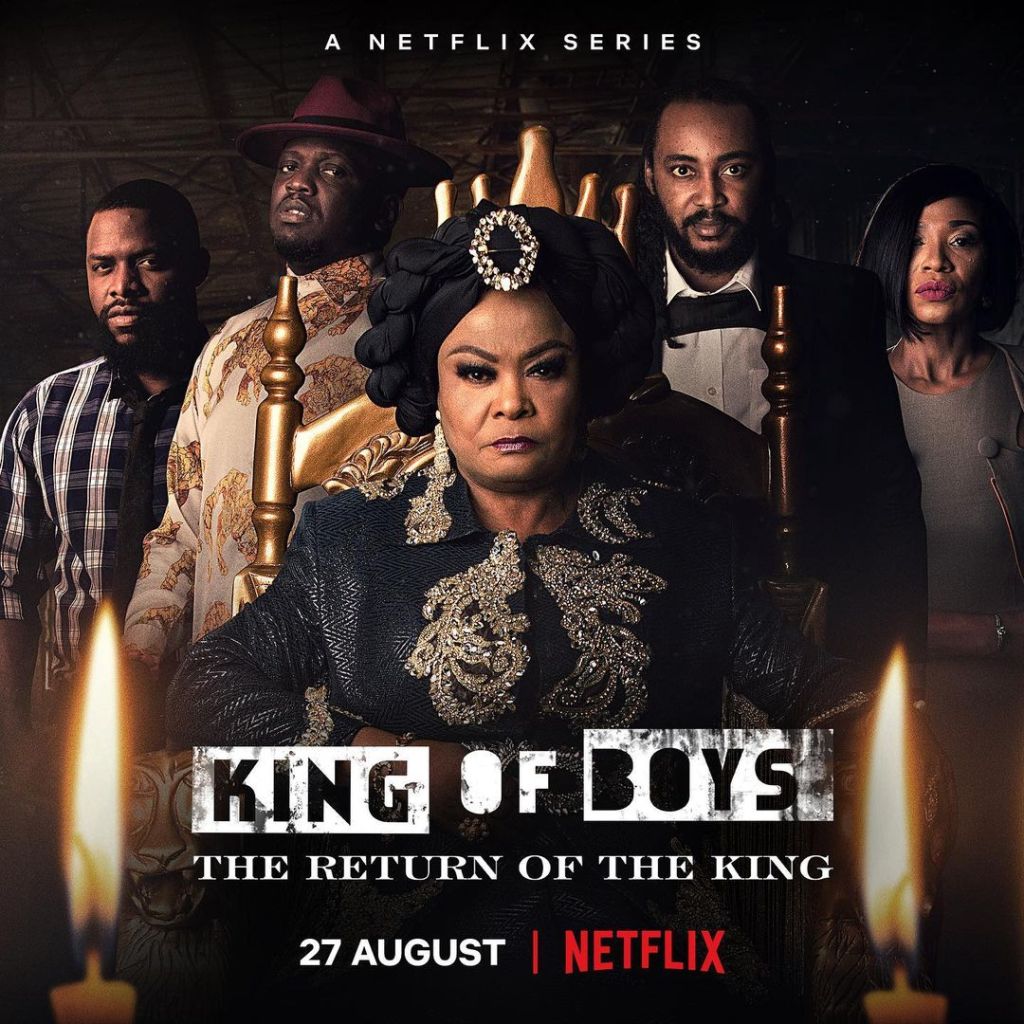 A NETFLIX SERIES
KING OF BOYS
THE RETURN OF THE KING
27 AUGUST | NETFLIX